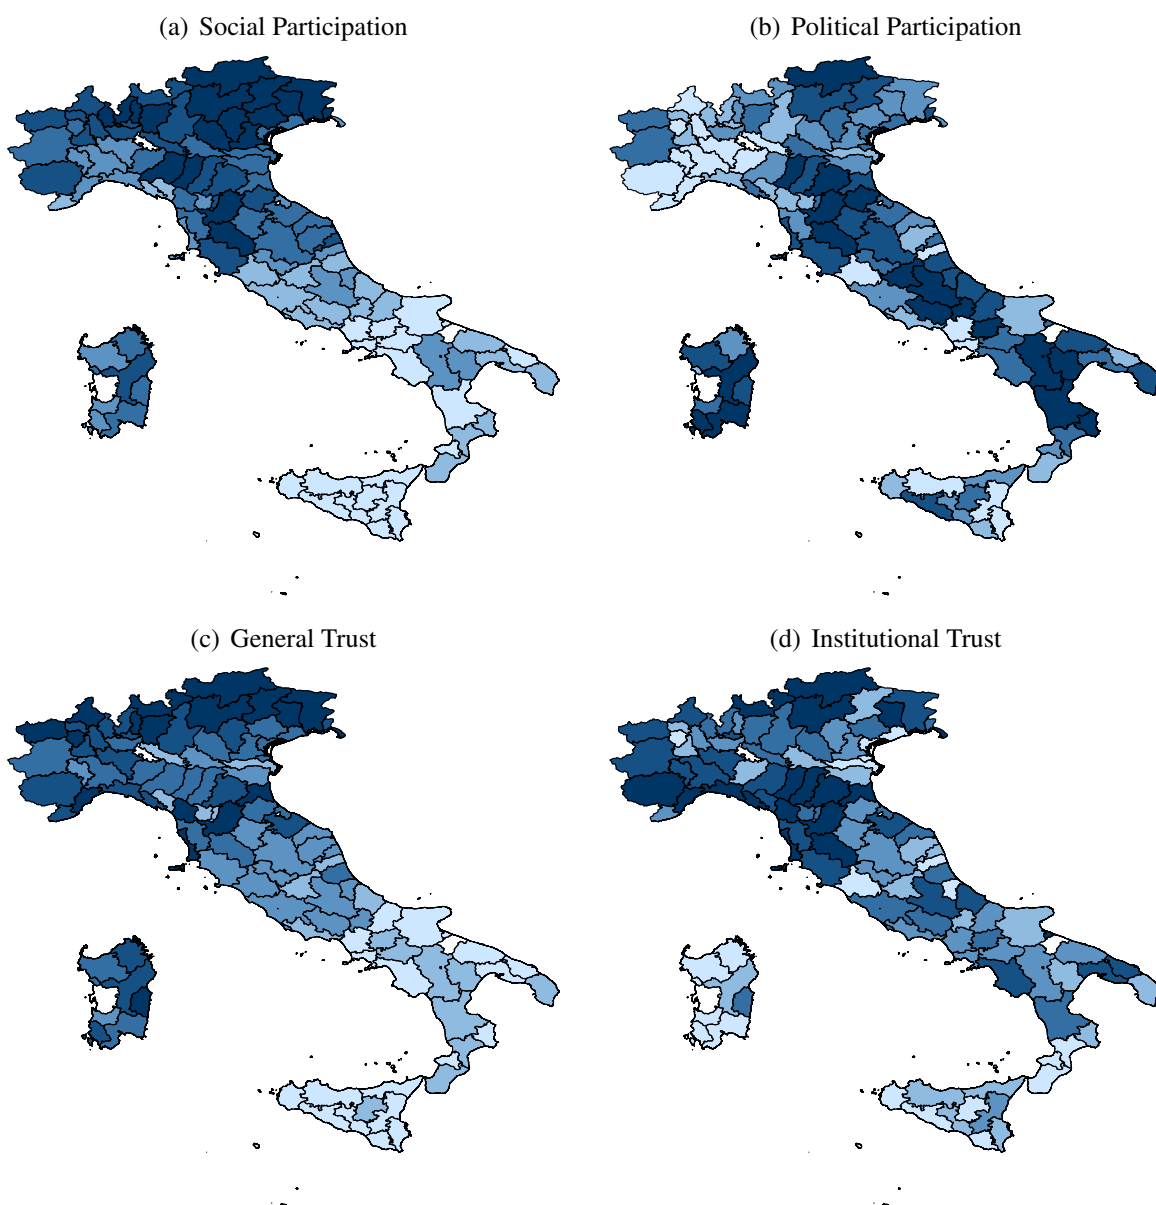 (a) Social Participation
(b) Political Participation
(c) General Trust
(d) Institutional Trust